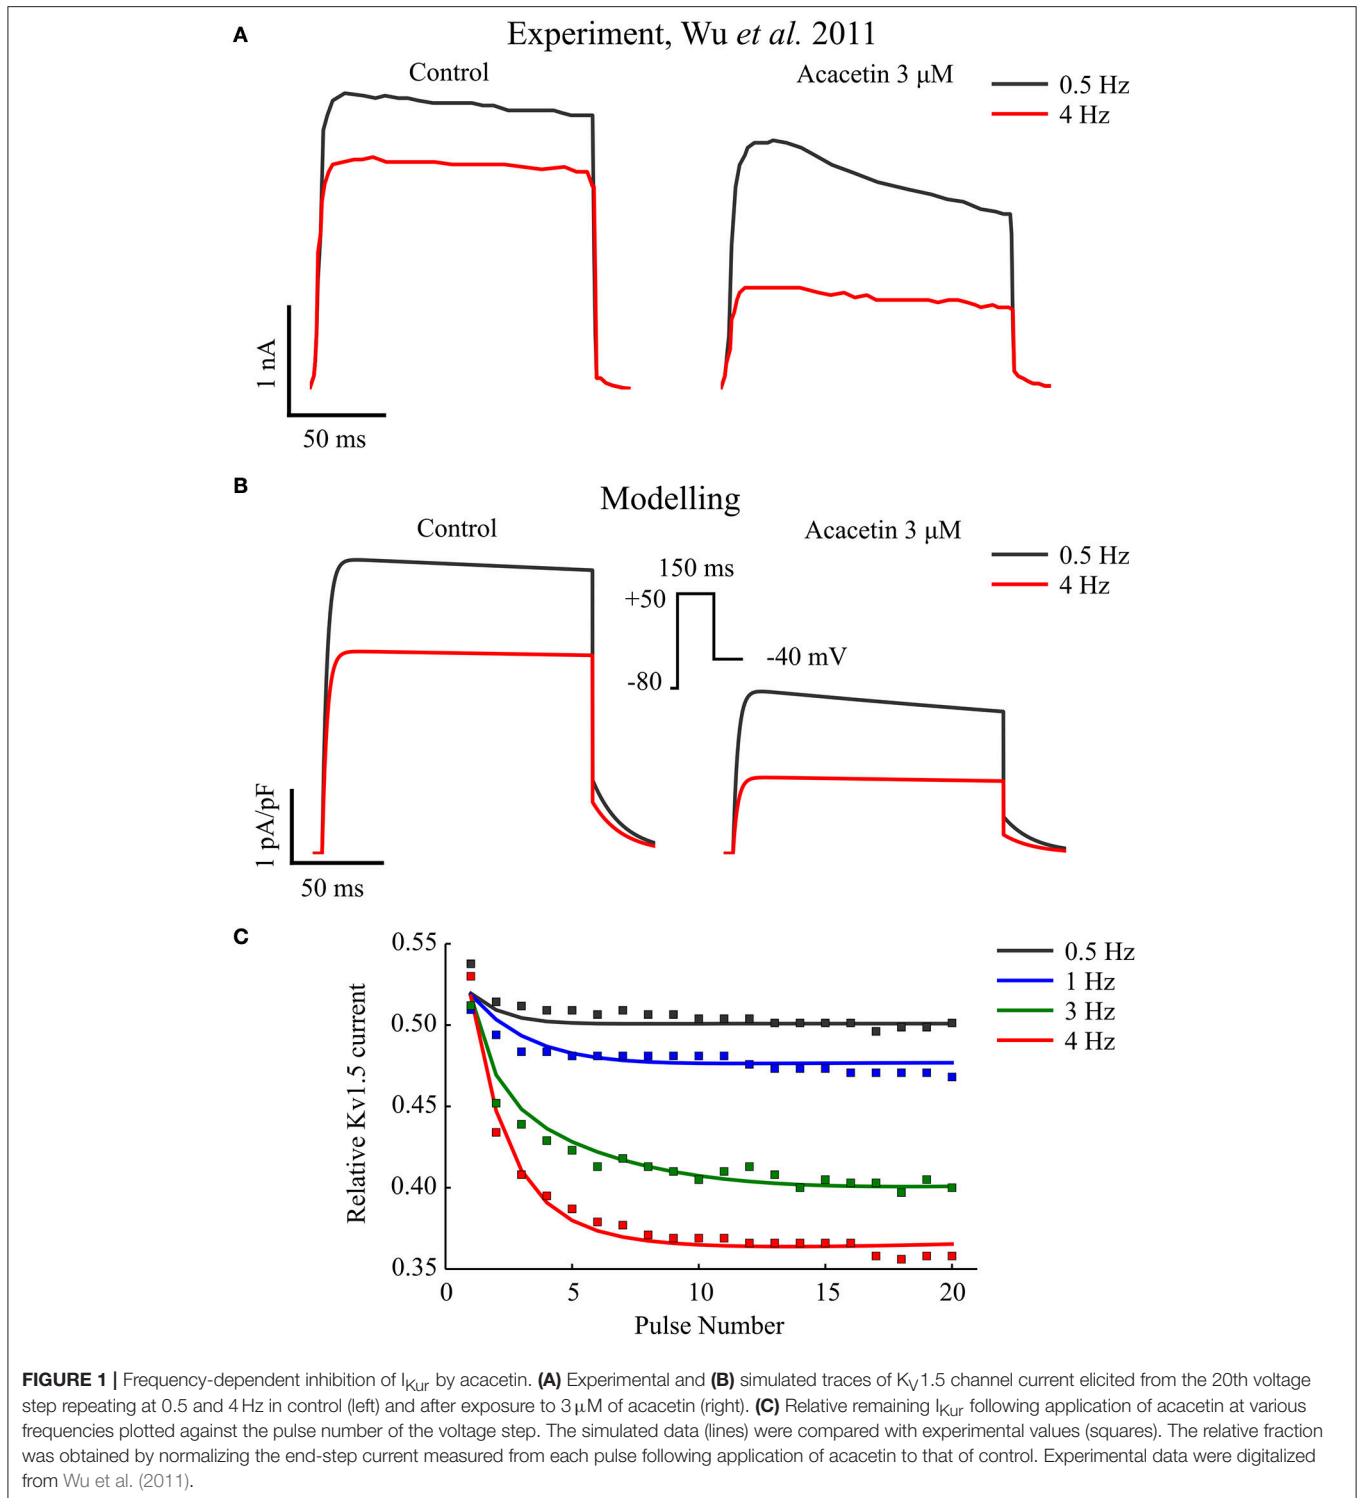 A
Experiment, Wu et al. 2011
Control
Acacetin 3 μM
0.5 Hz
4 Hz
1 nA
50 ms
B
Modelling
Control
Acacetin 3 μM
0.5 Hz
4 Hz
150 ms
+50
-40 mV
-80
1 pA/pF
50 ms
C
0.55
0.50
0.45
0.40
0.35
Relative Kv1.5 current
0.5 Hz
1 Hz
3 Hz
4 Hz
0 5 10 15 20
Pulse Number
FIGURE 1 | Frequency-dependent inhibition of IKur by acacetin. (A) Experimental and (B) simulated traces of KV1.5 channel current elicited from the 20th voltage
step repeating at 0.5 and 4 Hz in control (left) and after exposure to 3 μM of acacetin (right). (C) Relative remaining IKur following application of acacetin at various
frequencies plotted against the pulse number of the voltage step. The simulated data (lines) were compared with experimental values (squares). The relative fraction
was obtained by normalizing the end-step current measured from each pulse following application of acacetin to that of control. Experimental data were digitalized
from Wu et al. (2011).